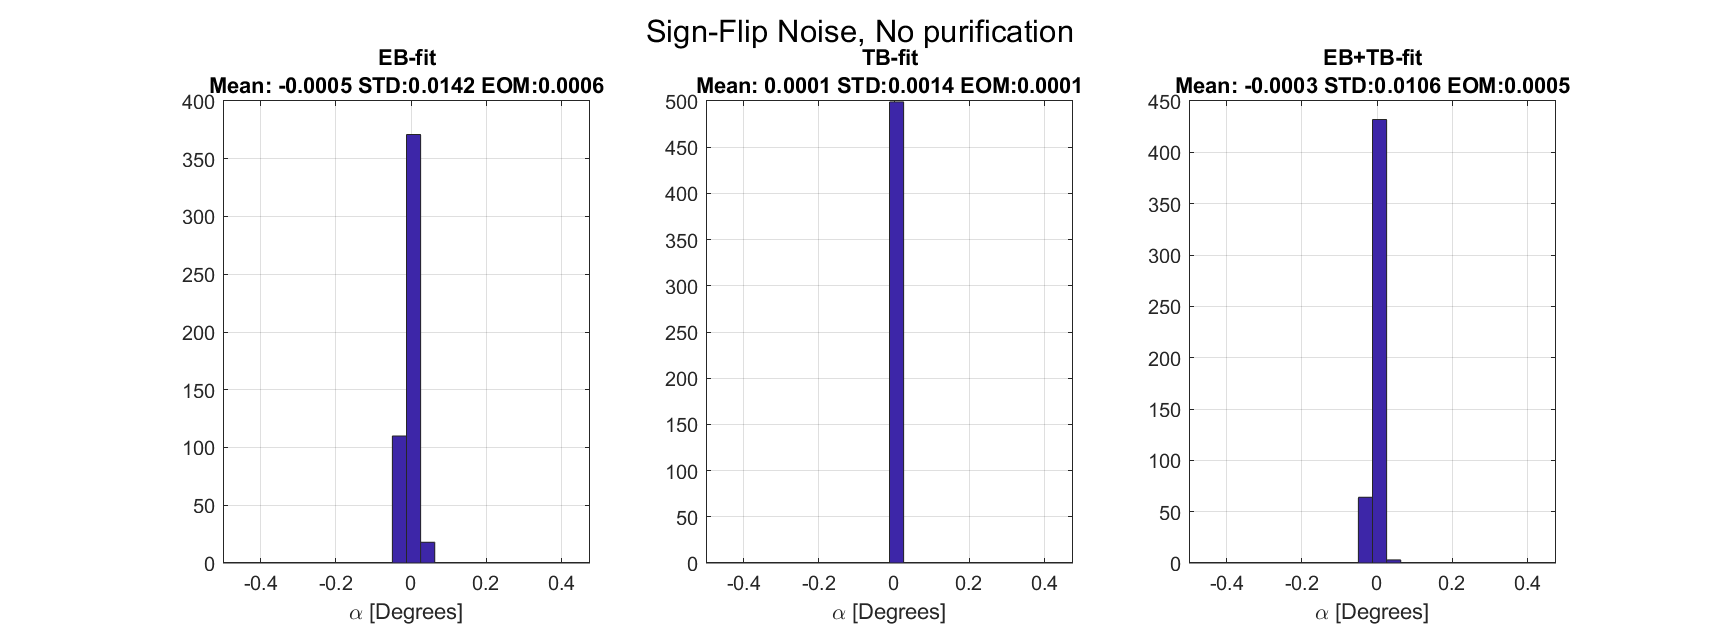 Sign-Flip Noise, No purification
EB-fit
Mean: -0.0005 STD:0.0142 EOM:0.0006
400
350
300
250
200
150
100
50
0
-0.4 -0.2 0 0.2 0.4
α [Degrees]
TB-fit
Mean: 0.0001 STD:0.0014 EOM:0.0001
500
450
400
350
300
250
200
150
100
50
0
-0.4 -0.2 0 0.2 0.4
α [Degrees]
EB+TB-fit
Mean: -0.0003 STD:0.0106 EOM:0.0005
450
400
350
300
250
200
150
100
50
0
-0.4 -0.2 0 0.2 0.4
α [Degrees]